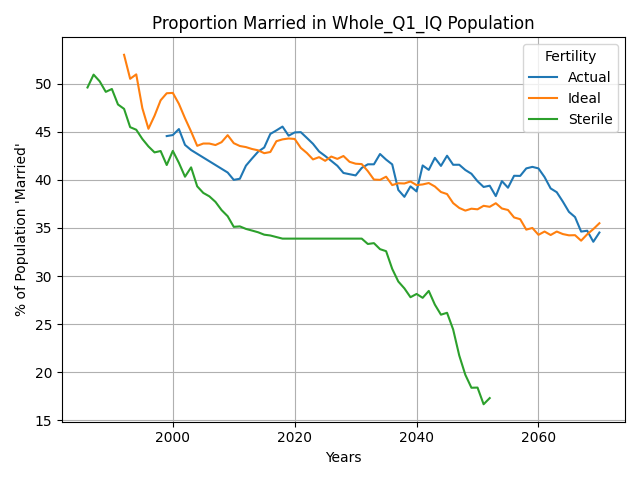 Proportion Married in Whole_Q1_IQ Population
Fertility
Actual
Ideal
Sterile
% of Population 'Married'
50
45
40
35
30
25
20
15
2000
2020
2040
2060
Years